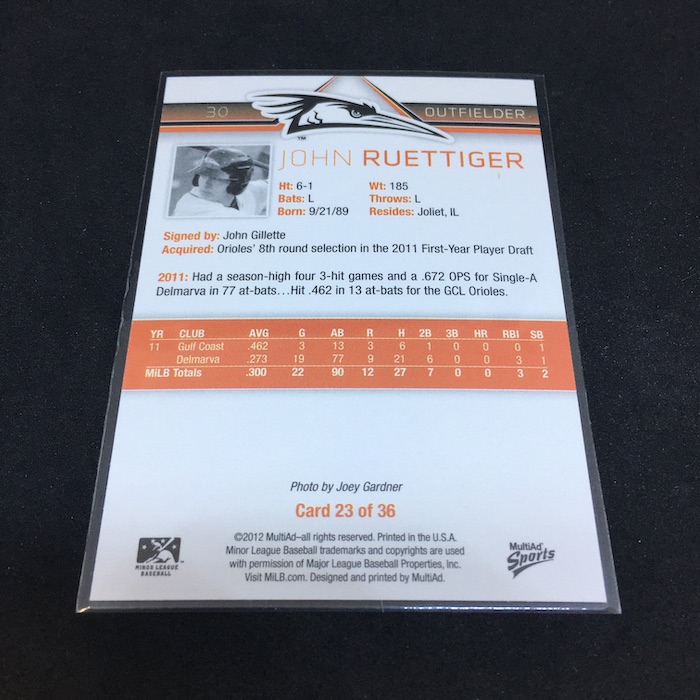 30 OUTFIELDER
TM
JOHN RUETTIGER
Ht: 6-1 Wt: 185
Bats: L Throws: L
Born: 9/21/89 Resides: Joliet, IL
Signed by: John Gillette
Acquired: Orioles' 8th round selection in the 2011 First-Year Player Draft
2011: Had a season-high four 3-hit games and a .672 OPS for Single-A
Delmarva in 77 at-bats…Hit .462 in 13 at-bats for the GCL Orioles.
YR CLUB AVG G AB R H 2B 3B HR RBI SB
11 Gulf Coast .462 3 13 3 6 1 0 0 0 1
Delmarva .273 19 77 9 21 6 0 0 3 1
MiLB Totals .300 22 90 12 27 7 0 0 3 2
Photo by Joey Gardner
Card 23 of 36
©2012 MultiAd–all rights reserved. Printed in the U.S.A.
Minor League Baseball trademarks and copyrights are used
with permission of Major League Baseball Properties, Inc.
Visit MiLB.com. Designed and printed by MultiAd.
MINOR LEAGUE
BASEBALL
MultiAd
Sports